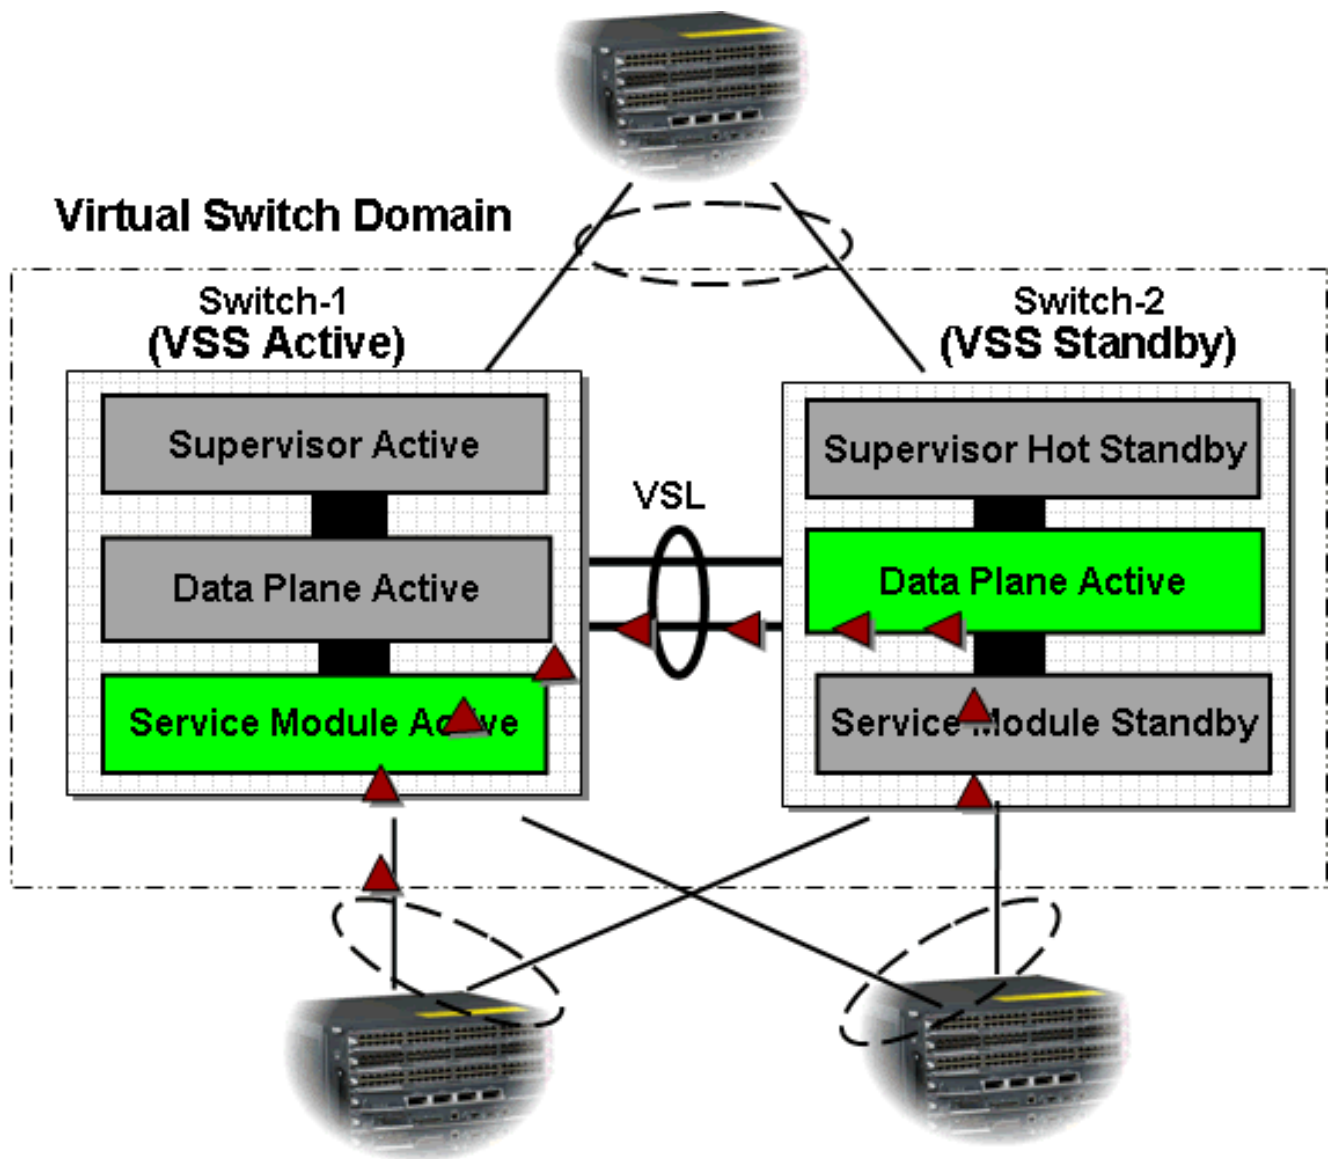 Virtual Switch Domain
Switch-1
(VSS Active)
Switch-2
(VSS Standby)
Supervisor Active
Supervisor Hot Standby
VSL
Data Plane Active
Data Plane Active
Service Module Active
Service Module Standby